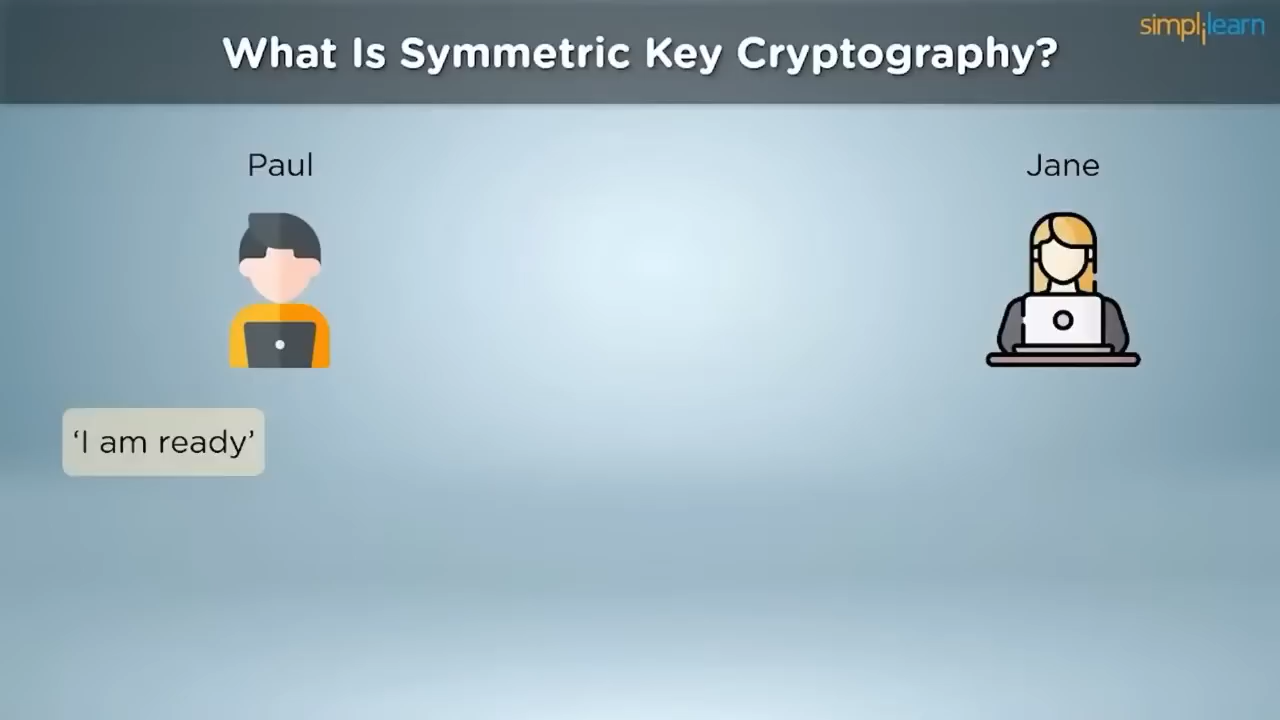 simplilearn
What Is Symmetric Key Cryptography?
Paul
Jane
‘I am ready’